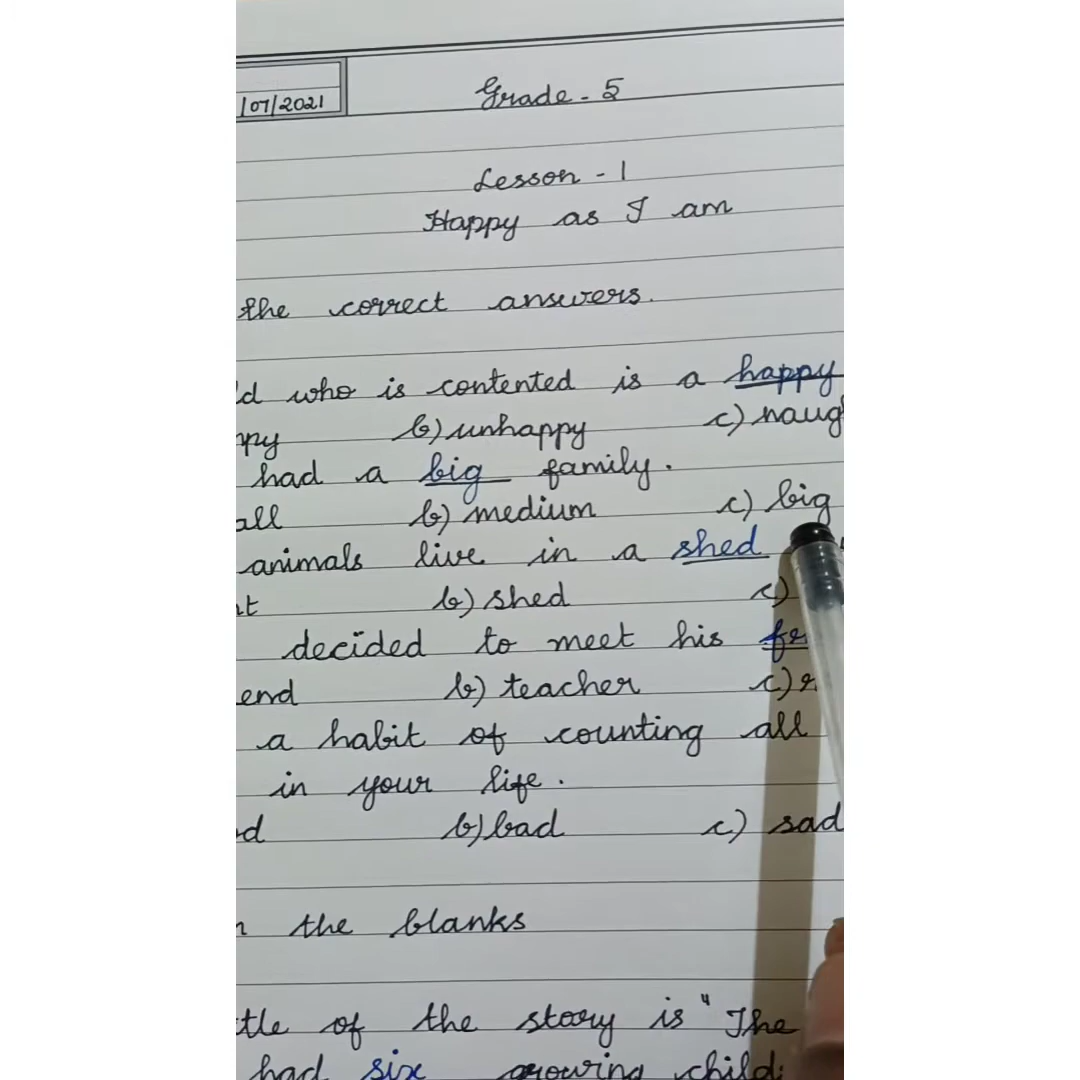 /07/2021
Grade - 5
Lesson - 1
Happy as I am
the correct answers.
who is contented is a happy
b) unhappy c) naug
had a big family.
b) medium c) big
animals live in a shed
b) shed c)
decided to meet his
end b) teacher c)
a habit of counting all
in your life.
b) bad c) sad
the blanks
tle of the story is "The
had six growing child